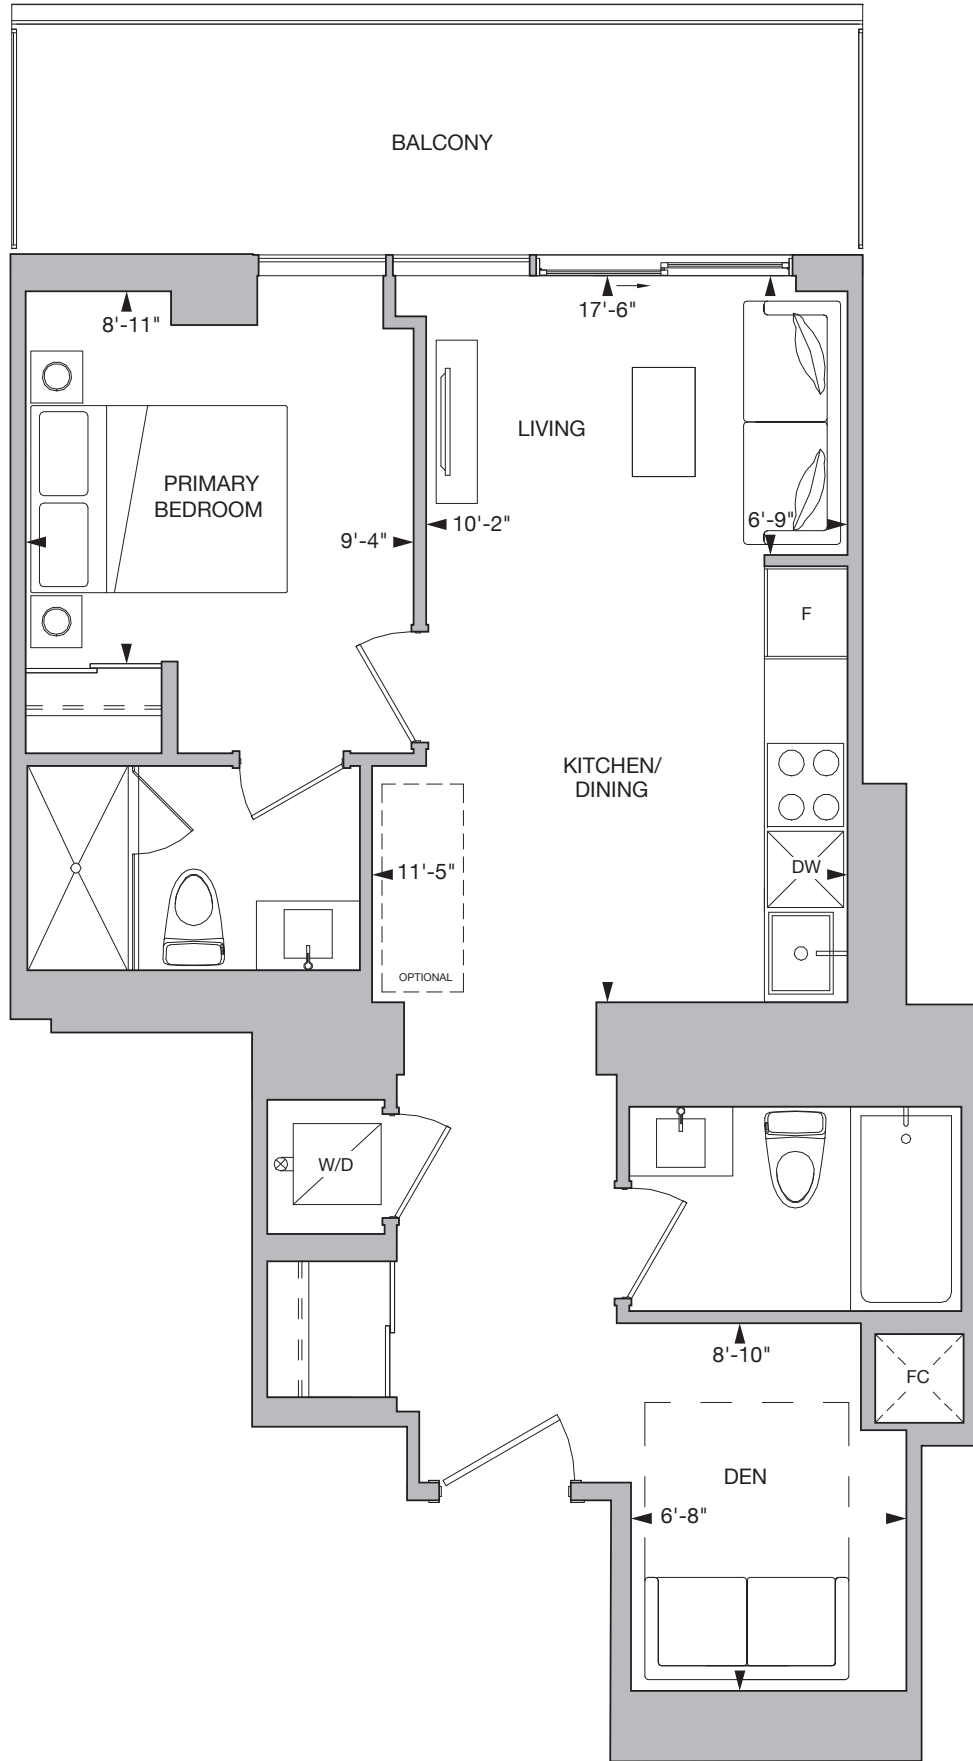 BALCONY
8'-11"
17'-6"
LIVING
PRIMARY
BEDROOM
9'-4"
10'-2"
6'-9"
F
KITCHEN/
DINING
11'-5"
DW
OPTIONAL
W/D
8'-10"
FC
DEN
6'-8"